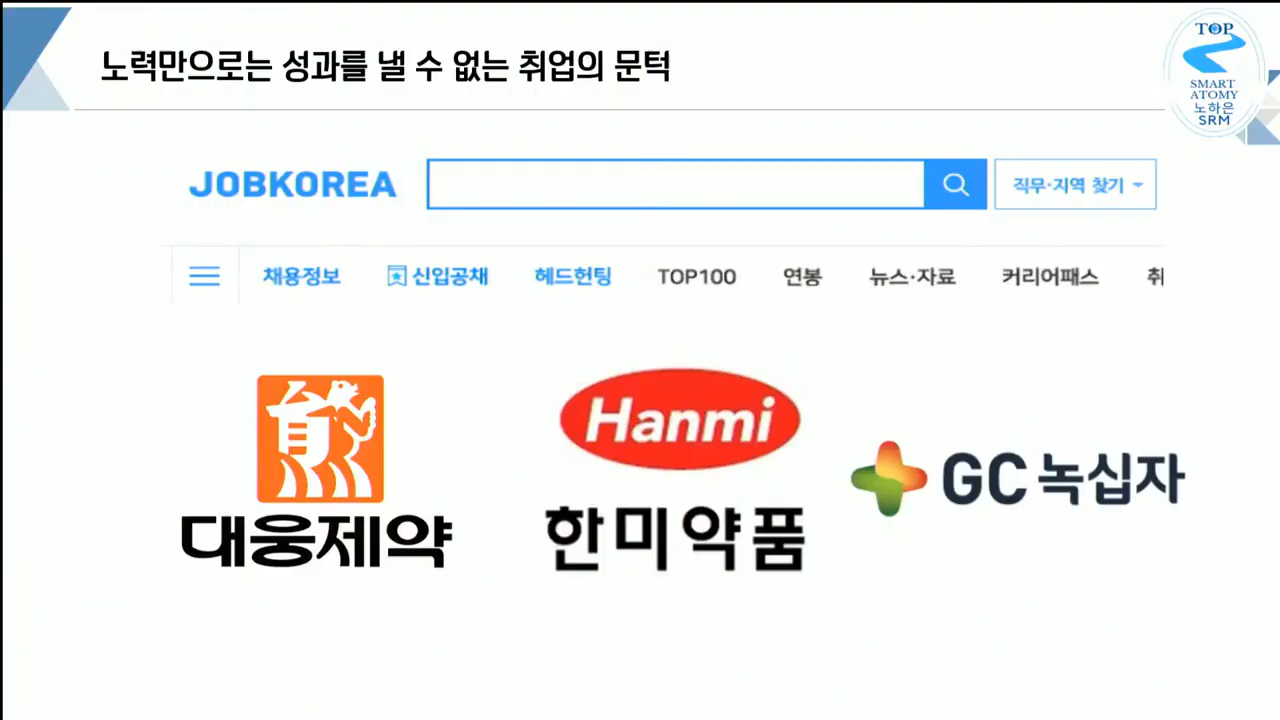 노력만으로는 성과를 낼 수 없는 취업의 문턱
TOP
SMART
ATOMY
노하은
SRM
JOBKOREA
직무·지역 찾기
채용정보 신입공채 헤드헌팅 TOP100 연봉 뉴스·자료 커리어패스 취
대웅제약
Hanmi
한미약품
GC 녹십자